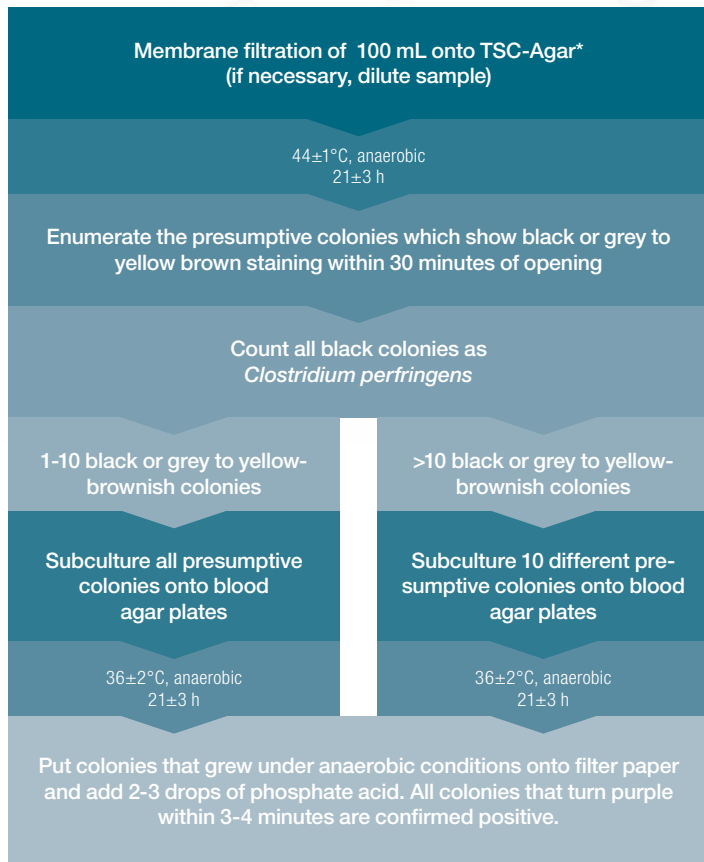 Membrane filtration of 100 mL onto TSC-Agar*
(if necessary, dilute sample)
44±1°C, anaerobic
21±3 h
Enumerate the presumptive colonies which show black or grey to
yellow brown staining within 30 minutes of opening
Count all black colonies as
Clostridium perfringens
1-10 black or grey to yellow-
brownish colonies
Subculture all presumptive
colonies onto blood
agar plates
36±2°C, anaerobic
21±3 h
>10 black or grey to yellow-
brownish colonies
Subculture 10 different pre-
sumptive colonies onto blood
agar plates
36±2°C, anaerobic
21±3 h
Put colonies that grew under anaerobic conditions onto filter paper
and add 2-3 drops of phosphate acid. All colonies that turn purple
within 3-4 minutes are confirmed positive.